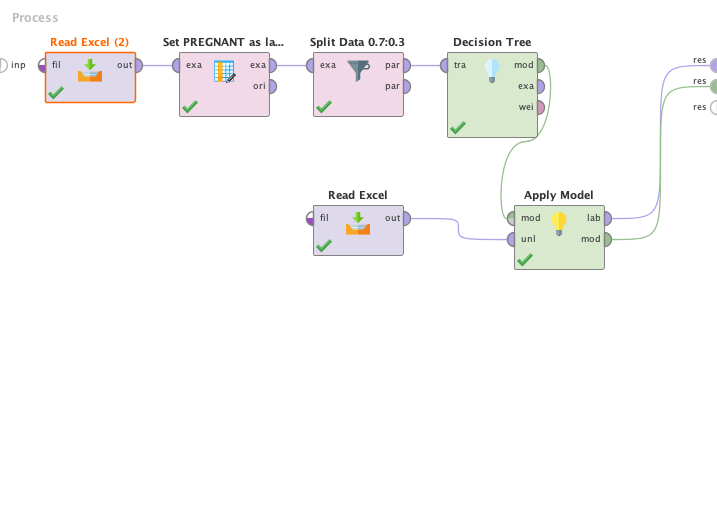 Process
Read Excel (2)
Set PREGNANT as la...
Split Data 0.7:0.3
Decision Tree
inp
fil
out
exa
exa
ori
exa
par
par
tra
mod
exa
wei
res
res
res
Read Excel
Apply Model
fil
out
mod
lab
unl
mod